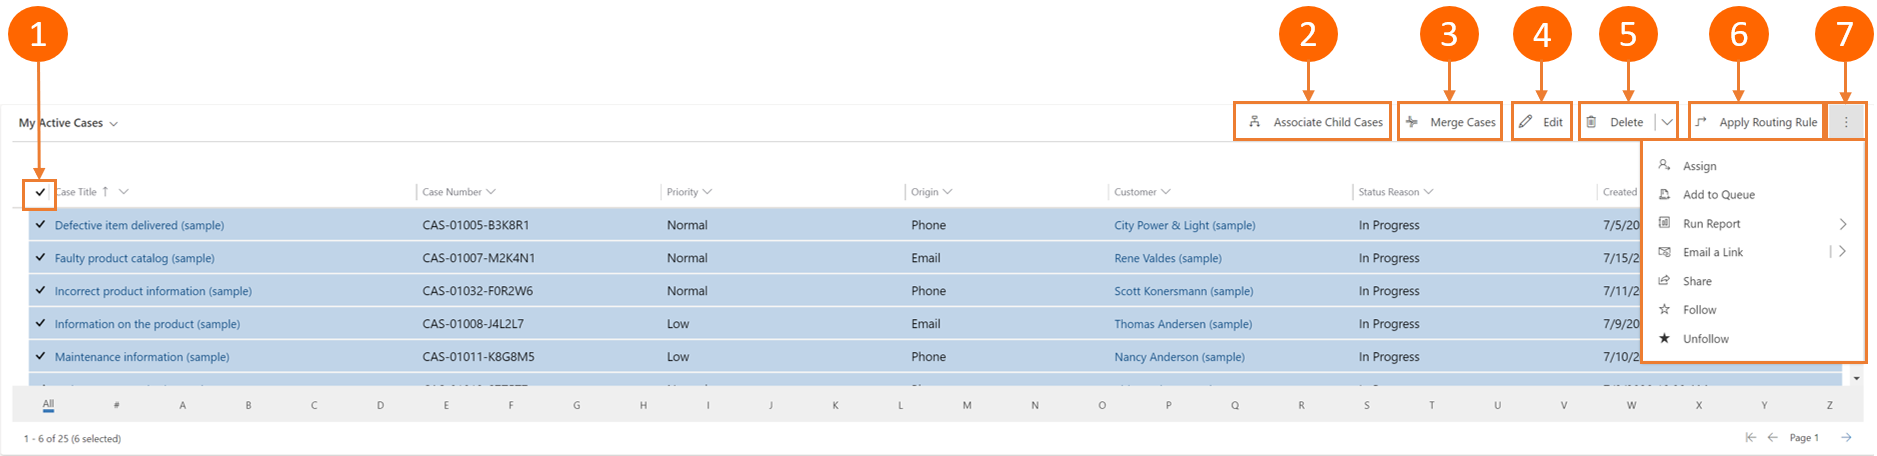 1 2 3 4 5 6 7
My Active Cases Associate Child Cases Merge Cases Edit Delete Apply Routing Rule
Assign
Case Title Case Number Priority Origin Customer Status Reason Created Add to Queue
Defective item delivered (sample) CAS-01005-B3K8R1 Normal Phone City Power & Light (sample) In Progress 7/5/20 Run Report
Faulty product catalog (sample) CAS-01007-M2K4N1 Normal Email Rene Valdes (sample) In Progress 7/15/2 Email a Link
Incorrect product information (sample) CAS-01032-F0R2W6 Normal Phone Scott Konersmann (sample) In Progress 7/11/2 Share
Information on the product (sample) CAS-01008-J4L2L7 Low Email Thomas Andersen (sample) In Progress 7/9/20 Follow
Maintenance information (sample) CAS-01011-K8G8M5 Low Phone Nancy Anderson (sample) In Progress 7/10/2 Unfollow
All # A B C D E F G H I J K L M N O P Q R S T U V W X Y Z
1 - 6 of 25 (6 selected) Page 1